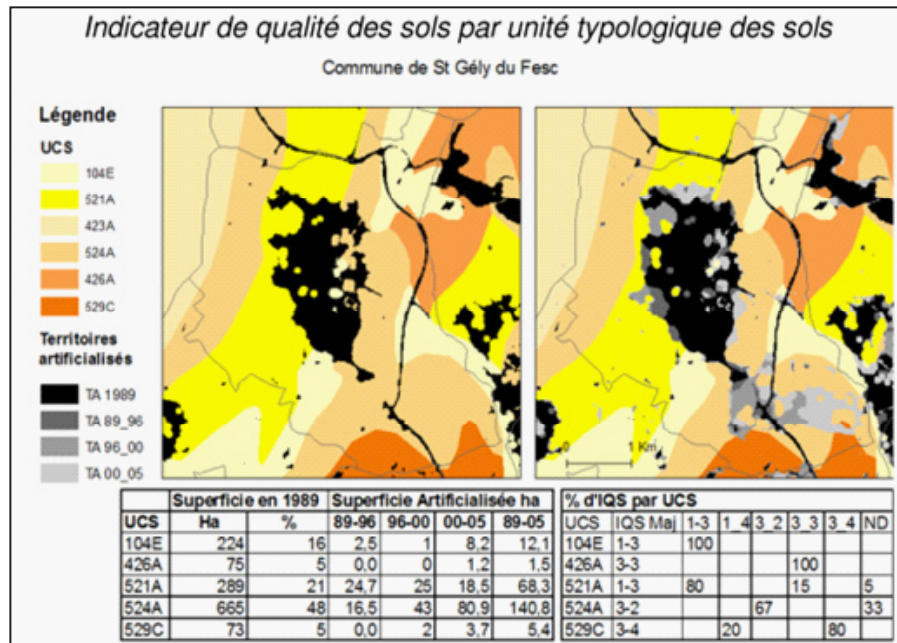 Indicateur de qualité des sols par unité typologique des sols
Commune de St Gély du Fesc
Légende
UCS
104E
521A
423A
524A
426A
529C
Territoires
artificialisés
TA 1989
TA 89_96
TA 96_00
TA 00_05
0 1 Km
Superficie en 1989 Superficie Artificialisée ha
UCS Ha % 89-96 96-00 00-05 89-05
104E 224 16 2,5 1 8,2 12,1
426A 75 5 0,0 0 1,2 1,5
521A 289 21 24,7 25 18,5 68,3
524A 665 48 16,5 43 80,9 140,8
529C 73 5 0,0 2 3,7 5,4
% d'IQS par UCS
UCS IQS Maj 1-3 1_4 3_2 3_3 3_4 ND
104E 1-3 100
426A 3-3 100
521A 1-3 80 15 5
524A 3-2 67 33
529C 3-4 20 80